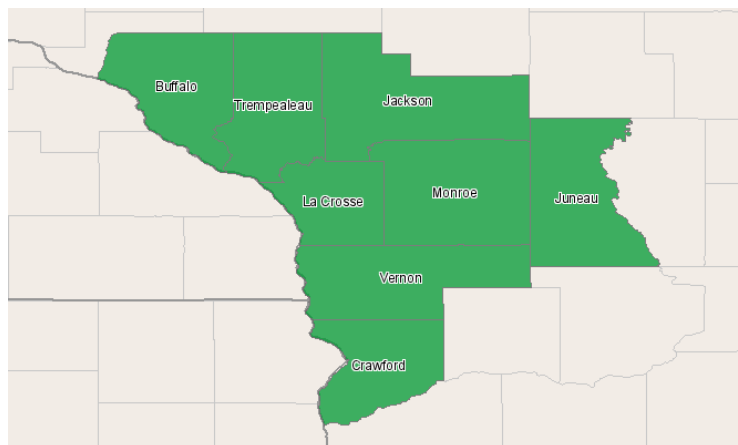 Buffalo
Trempealeau
Jackson
La Crosse
Monroe
Juneau
Vernon
Crawford